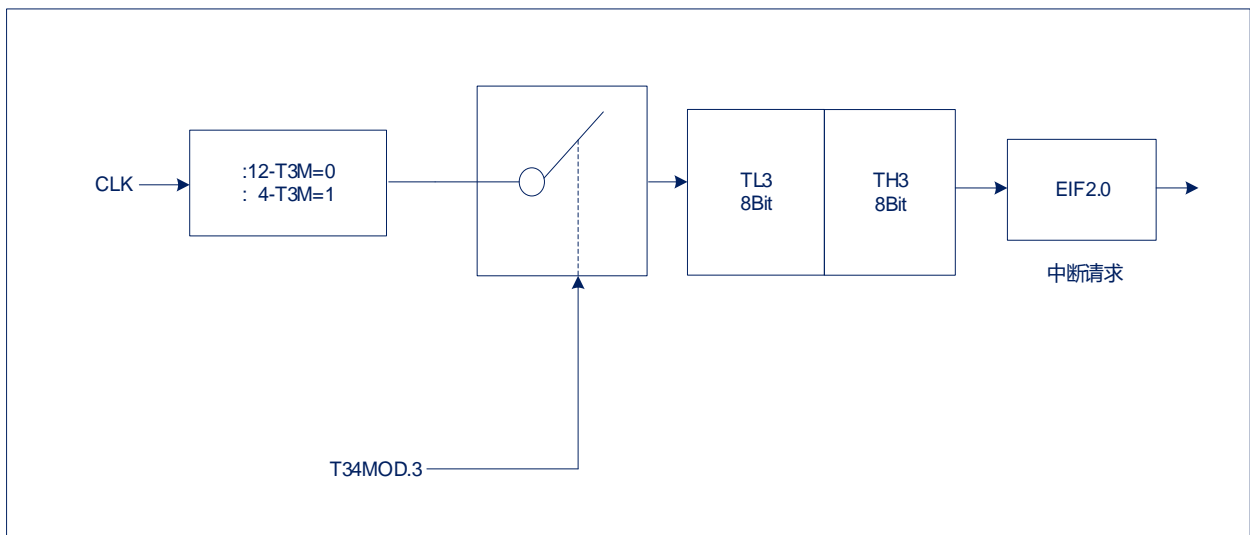 CLK
:12-T3M=0
: 4-T3M=1
TL3
8Bit
TH3
8Bit
EIF2.0
中断请求
T34MOD.3